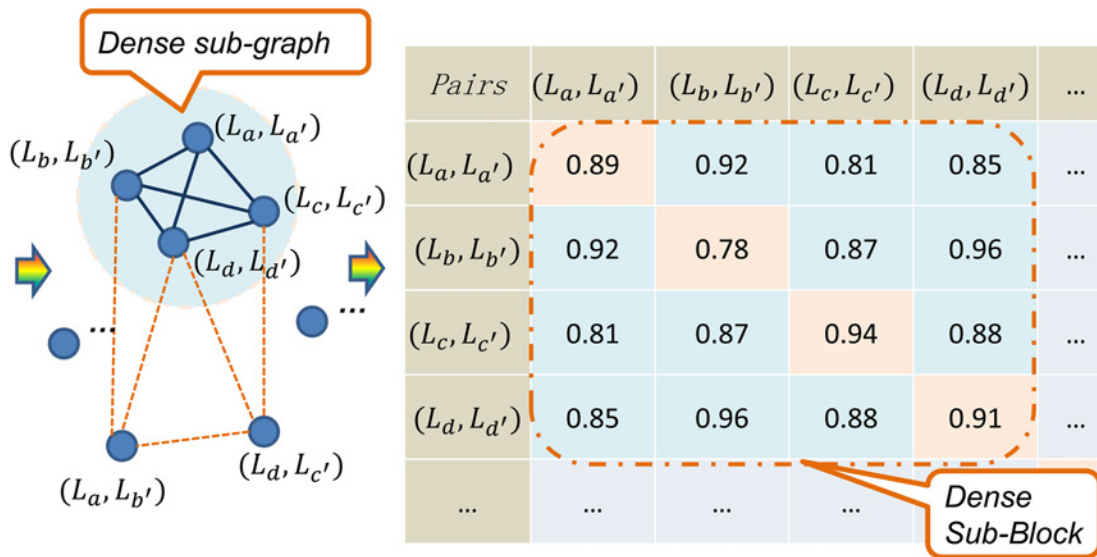 Dense sub-graph
(L_a, L_a′)
(L_b, L_b′)
(L_c, L_c′)
(L_d, L_d′)
...
...
(L_a, L_b′)
(L_d, L_c′)
Pairs (L_a, L_a′) (L_b, L_b′) (L_c, L_c′) (L_d, L_d′) ...
(L_a, L_a′) 0.89 0.92 0.81 0.85 ...
(L_b, L_b′) 0.92 0.78 0.87 0.96 ...
(L_c, L_c′) 0.81 0.87 0.94 0.88 ...
(L_d, L_d′) 0.85 0.96 0.88 0.91 ...
... ... ... ...
Dense
Sub-Block